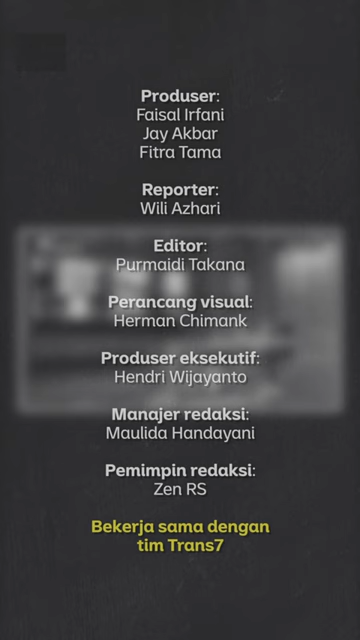 Produser:
Faisal Irfani
Jay Akbar
Fitra Tama
Reporter:
Wili Azhari
Editor:
Purmaidi Takana
Perancang visual:
Herman Chimank
Produser eksekutif:
Hendri Wijayanto
Manajer redaksi:
Maulida Handayani
Pemimpin redaksi:
Zen RS
Bekerja sama dengan
tim Trans7